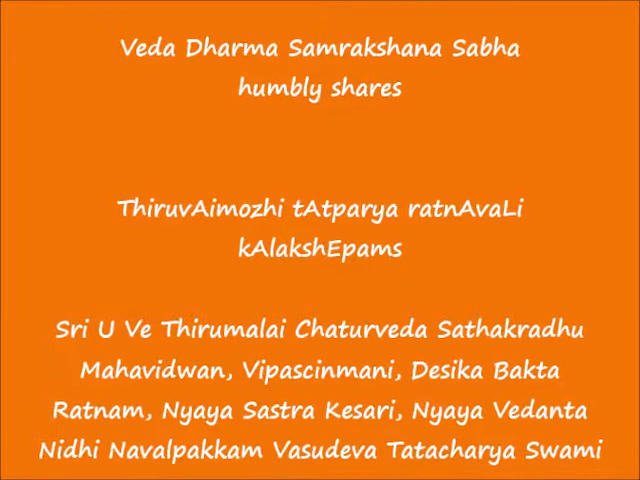 Veda Dharma Samrakshana Sabha
humbly shares
ThiruvAimozhi tAtparya ratnAvaLi
kAlakshEpams
Sri U Ve Thirumalai Chaturveda Sathakradhu
Mahavidwan, Vipascinmani, Desika Bakta
Ratnam, Nyaya Sastra Kesari, Nyaya Vedanta
Nidhi Navalpakkam Vasudeva Tatacharya Swami